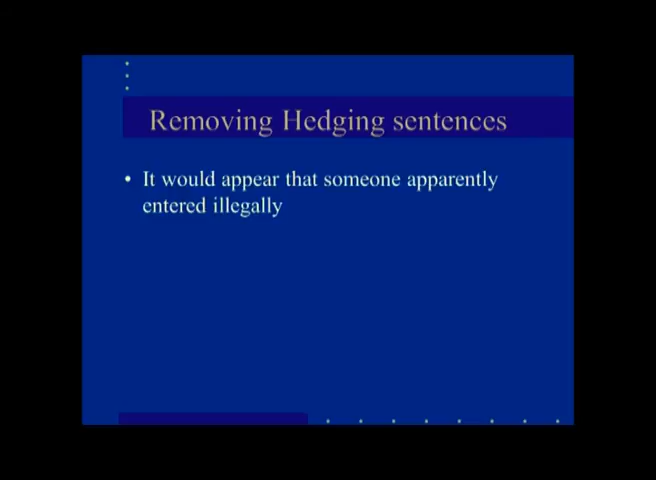 Removing Hedging sentences
• It would appear that someone apparently
entered illegally